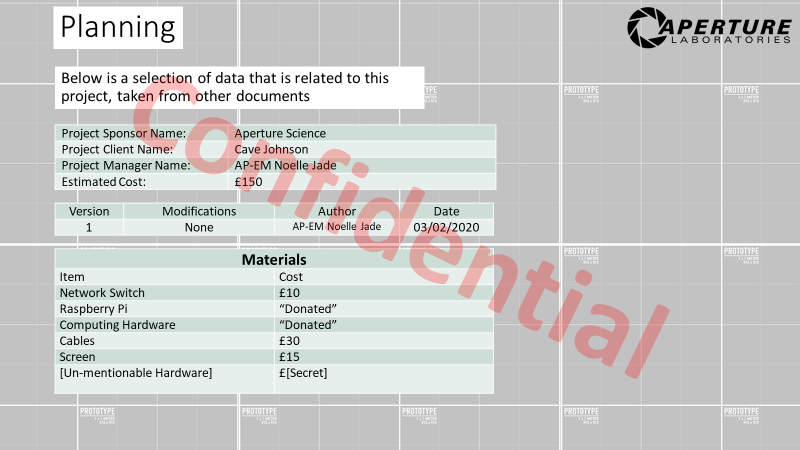 Planning
APERTURE
LABORATORIES
Below is a selection of data that is related to this
project, taken from other documents
Project Sponsor Name: Aperture Science
Project Client Name: Cave Johnson
Project Manager Name: AP-EM Noelle Jade
Estimated Cost: £150
Version Modifications Author Date
1 None AP-EM Noelle Jade 03/02/2020
Materials
Item Cost
Network Switch £10
Raspberry Pi “Donated”
Computing Hardware “Donated”
Cables £30
Screen £15
[Un-mentionable Hardware] £[Secret]
Confidential
PROTOTYPE
PROTOTYPE
PROTOTYPE
PROTOTYPE
PROTOTYPE
PROTOTYPE
PROTOTYPE
PROTOTYPE
PROTOTYPE